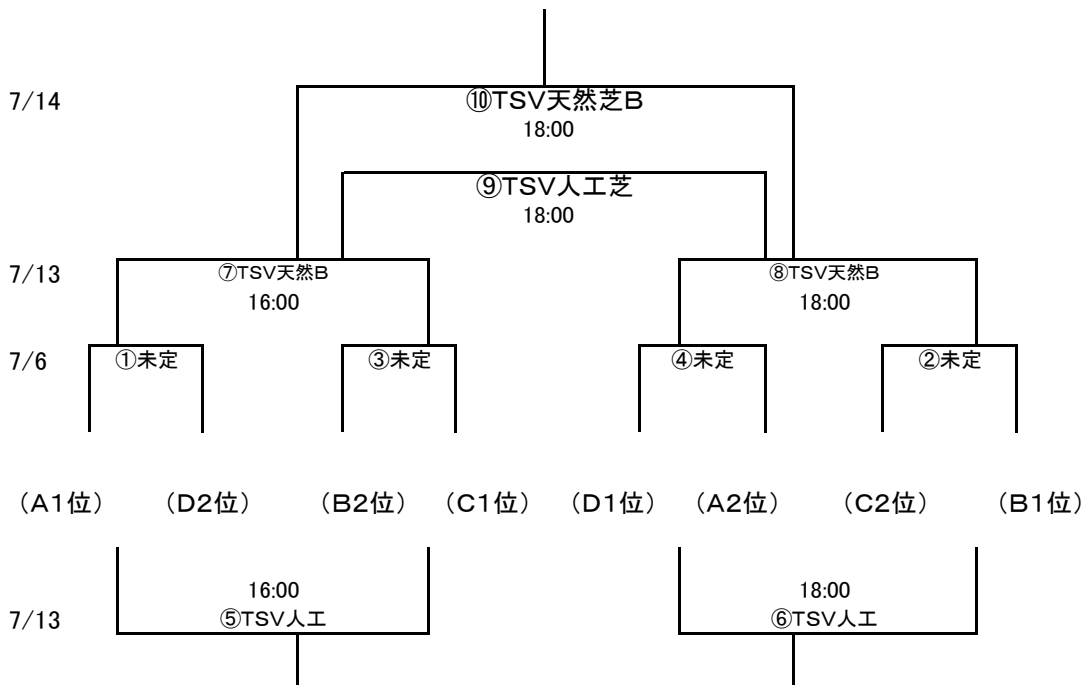 7/14
⑩TSV天然芝B
18:00
⑨TSV人工芝
18:00
7/13
⑦TSV天然B
16:00
⑧TSV天然B
18:00
7/6
①未定
③未定
④未定
②未定
（A1位）
（D2位）
（B2位）
（C1位）
（D1位）
（A2位）
（C2位）
（B1位）
16:00
18:00
7/13
⑤TSV人工
⑥TSV人工